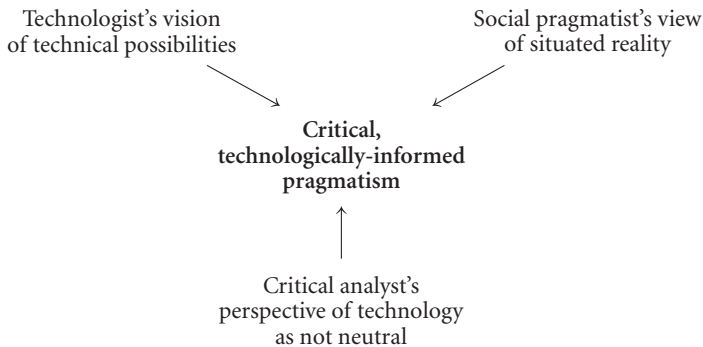 Technologist’s vision
of technical possibilities
Social pragmatist’s view
of situated reality
Critical,
technologically-informed
pragmatism
Critical analyst’s
perspective of technology
as not neutral